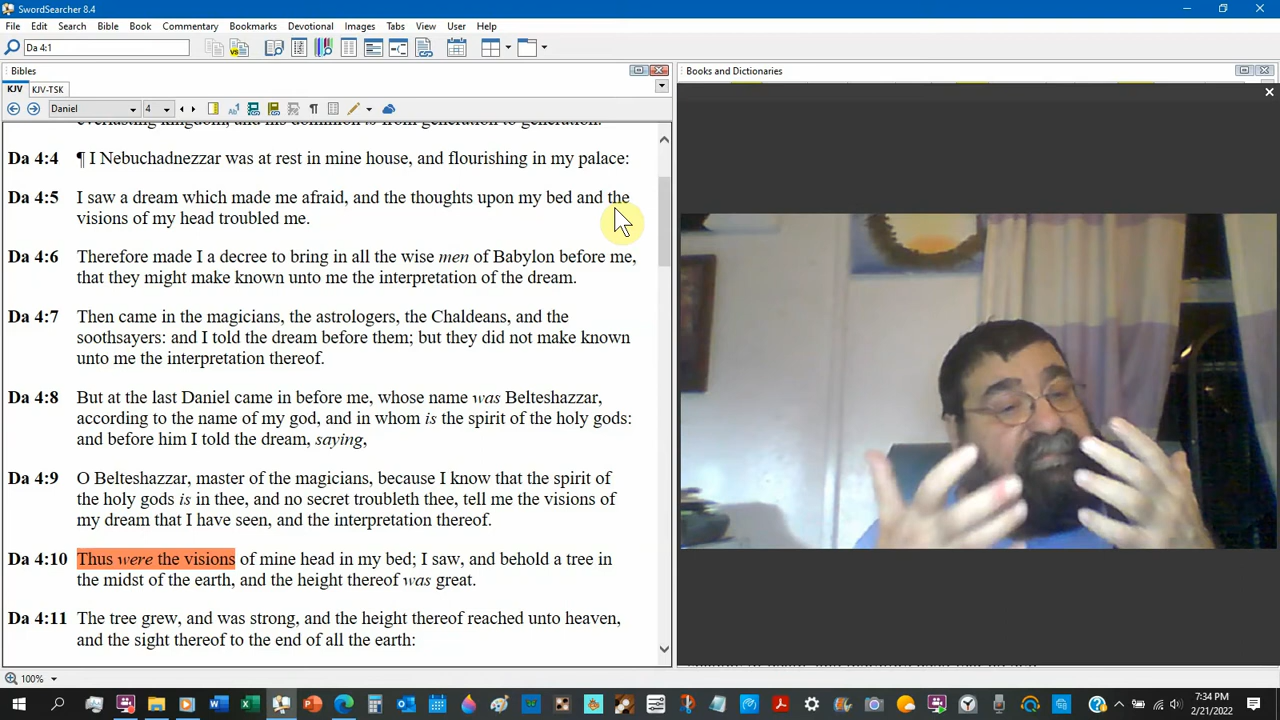 SwordSearcher 8.4
File Edit Search Bible Book Commentary Bookmarks Devotional Images Tabs View User Help
Da 4:1
Bibles
Books and Dictionaries
KJV KJV-TSK
Daniel 4
everlasting kingdom, and his dominion is from generation to generation.
Da 4:4 ¶ I Nebuchadnezzar was at rest in mine house, and flourishing in my palace:
Da 4:5 I saw a dream which made me afraid, and the thoughts upon my bed and the
visions of my head troubled me.
Da 4:6 Therefore made I a decree to bring in all the wise men of Babylon before me,
that they might make known unto me the interpretation of the dream.
Da 4:7 Then came in the magicians, the astrologers, the Chaldeans, and the
soothsayers: and I told the dream before them; but they did not make known
unto me the interpretation thereof.
Da 4:8 But at the last Daniel came in before me, whose name was Belteshazzar,
according to the name of my god, and in whom is the spirit of the holy gods:
and before him I told the dream, saying,
Da 4:9 O Belteshazzar, master of the magicians, because I know that the spirit of
the holy gods is in thee, and no secret troubleth thee, tell me the visions of
my dream that I have seen, and the interpretation thereof.
Da 4:10 Thus were the visions of mine head in my bed; I saw, and behold a tree in
the midst of the earth, and the height thereof was great.
Da 4:11 The tree grew, and was strong, and the height thereof reached unto heaven,
and the sight thereof to the end of all the earth:
100%
7:34 PM
2/21/2022